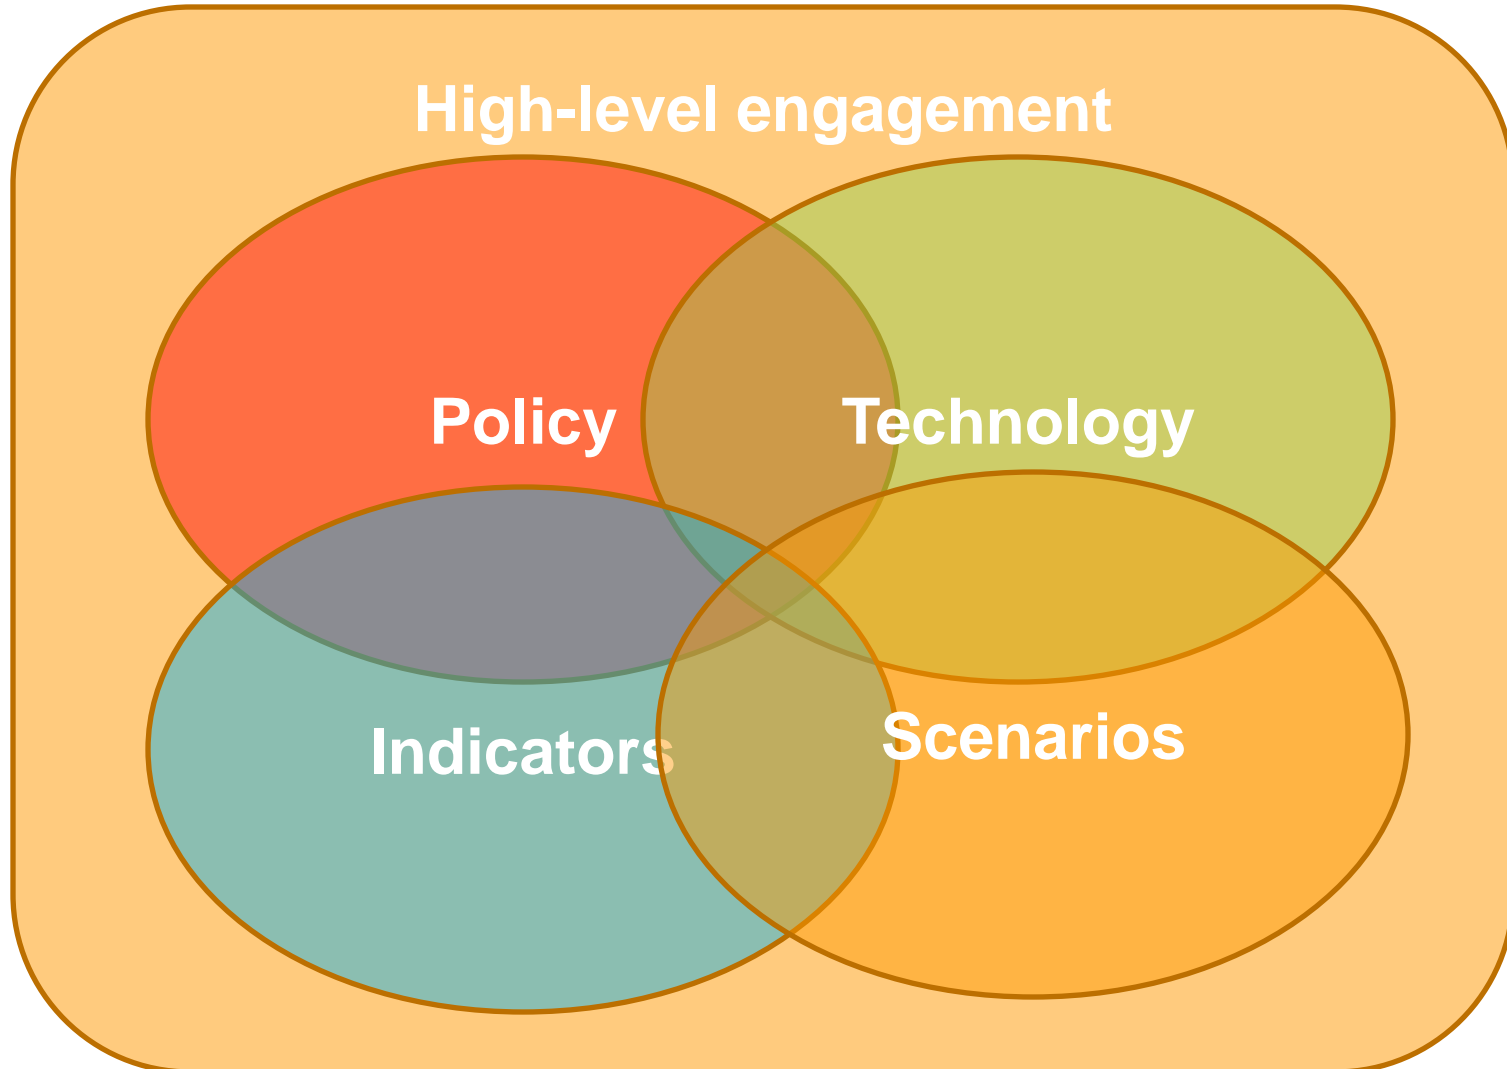 High-level engagement
Policy
Technology
Indicators
Scenarios